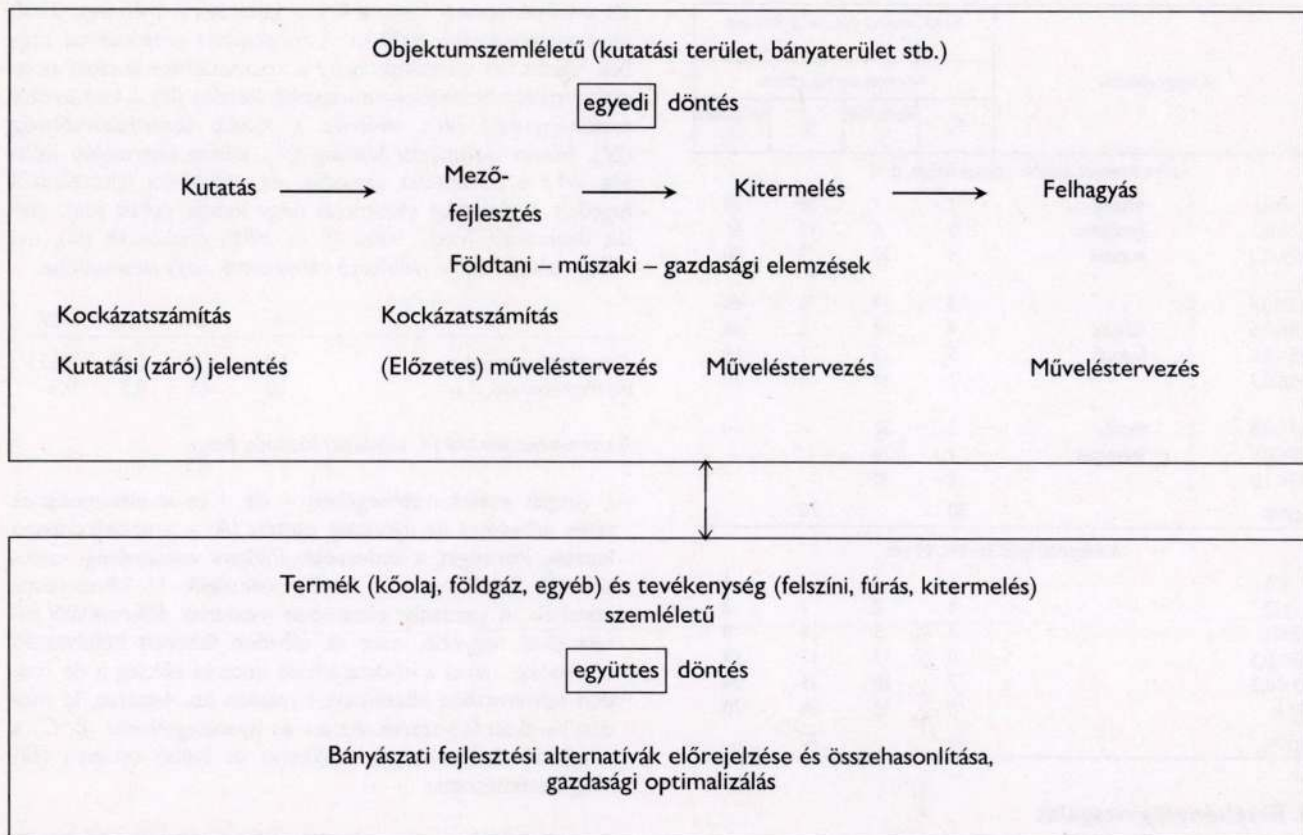 Objektumszemléletű (kutatási terület, bányaterület stb.)
egyedi döntés
Kutatás Mező- Kitermelés Felhagyás
fejlesztés
Földtani – műszaki – gazdasági elemzések
Kockázatszámítás Kockázatszámítás
Kutatási (záró) jelentés (Előzetes) műveléstervezés Műveléstervezés Műveléstervezés
Termék (kőolaj, földgáz, egyéb) és tevékenység (felszíni, fúrás, kitermelés)
szemléletű
együttes döntés
Bányászati fejlesztési alternatívák előrejelzése és összehasonlítása,
gazdasági optimalizálás